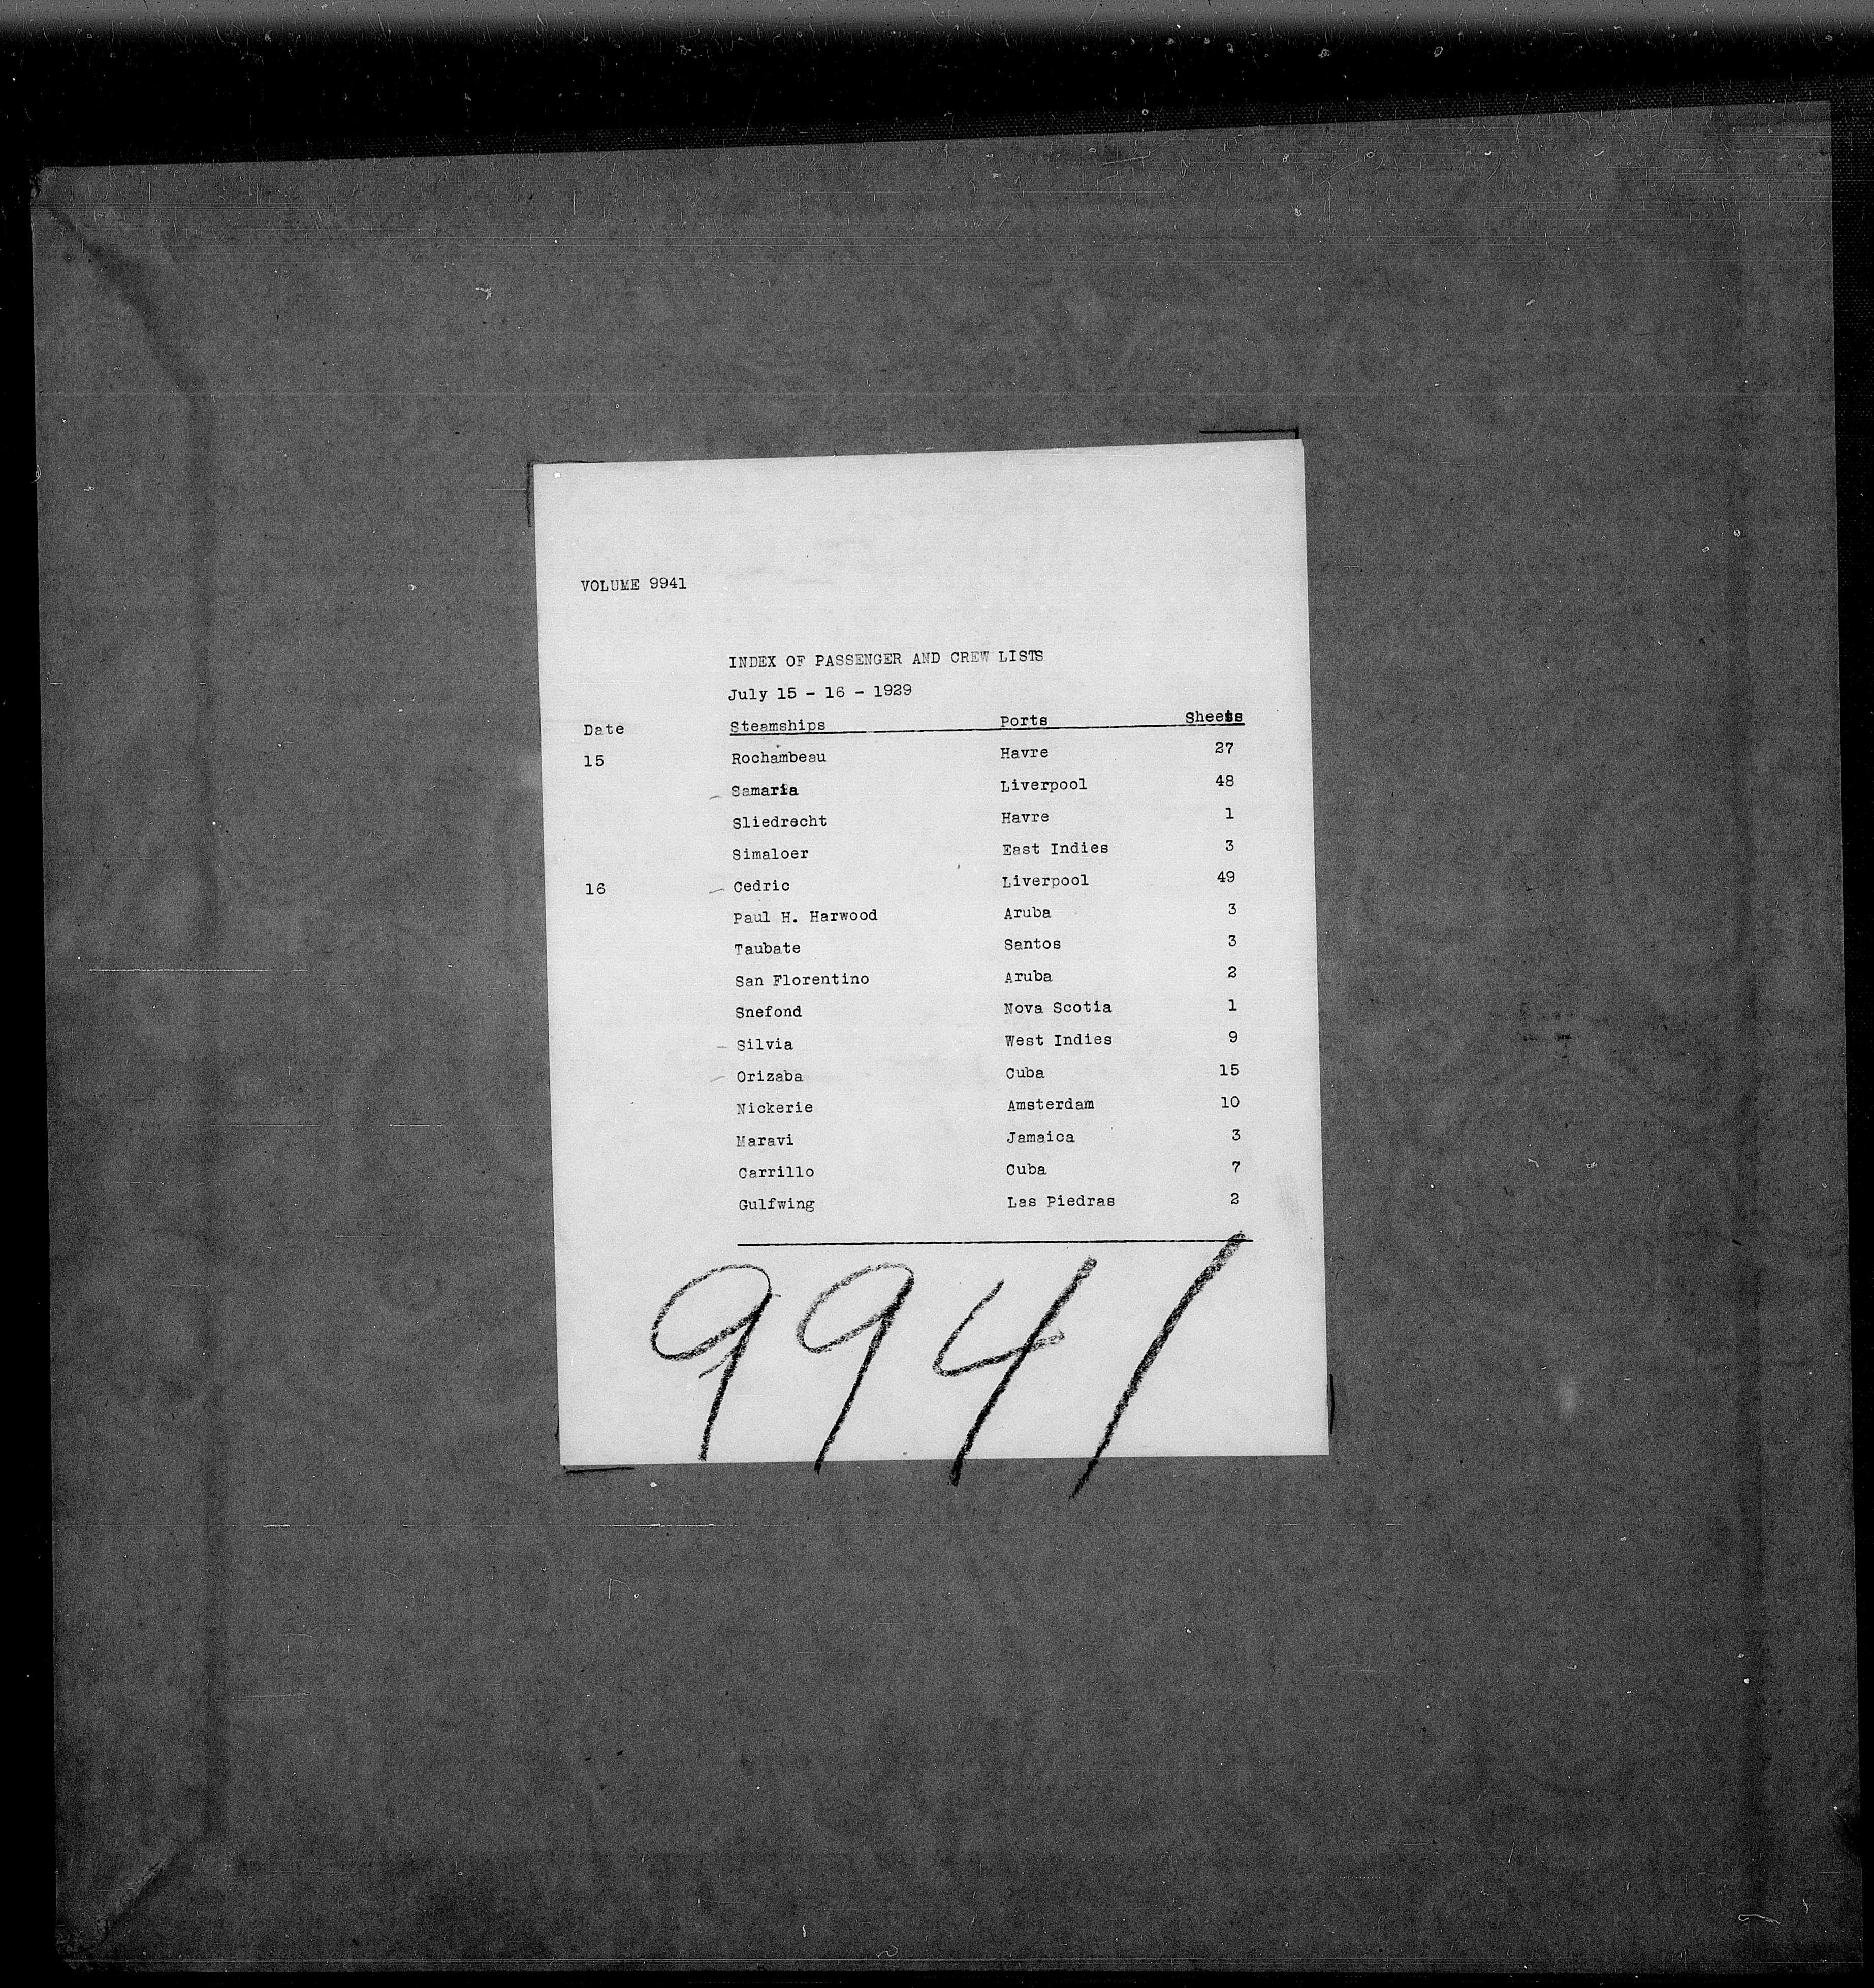 VOLUME 9941
INDEX OF PASSENGER AND CREW LISTS
July 15 - 16 - 1929
Date Steamships Ports Sheets
15 Rochambeau Havre 27
Samaria Liverpool 48
Sliedrecht Havre 1
Simaloer East Indies 3
16 Cedric Liverpool 49
Paul H. Harwood Aruba 3
Taubate Santos 3
San Florentino Aruba 2
Snefond Nova Scotia 1
Silvia West Indies 9
Orizaba Cuba 15
Nickerie Amsterdam 10
Maravi Jamaica 3
Carrillo Cuba 7
Gulfwing Las Piedras 2
9941